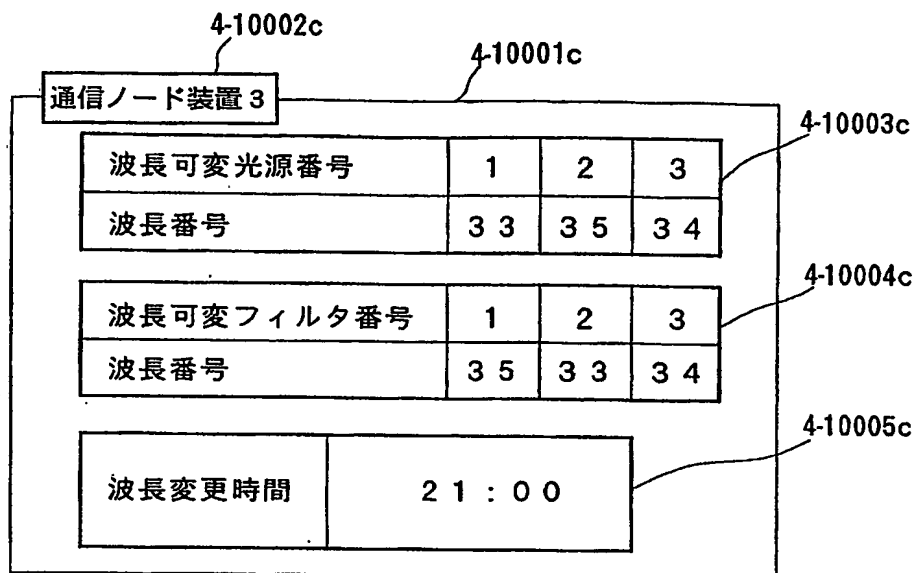 4-10002c
4-10001c
通信ノード装置3
4-10003c
波長可変光源番号 1 2 3
波長番号 33 35 34
4-10004c
波長可変フィルタ番号 1 2 3
波長番号 35 33 34
4-10005c
波長変更時間 21:00